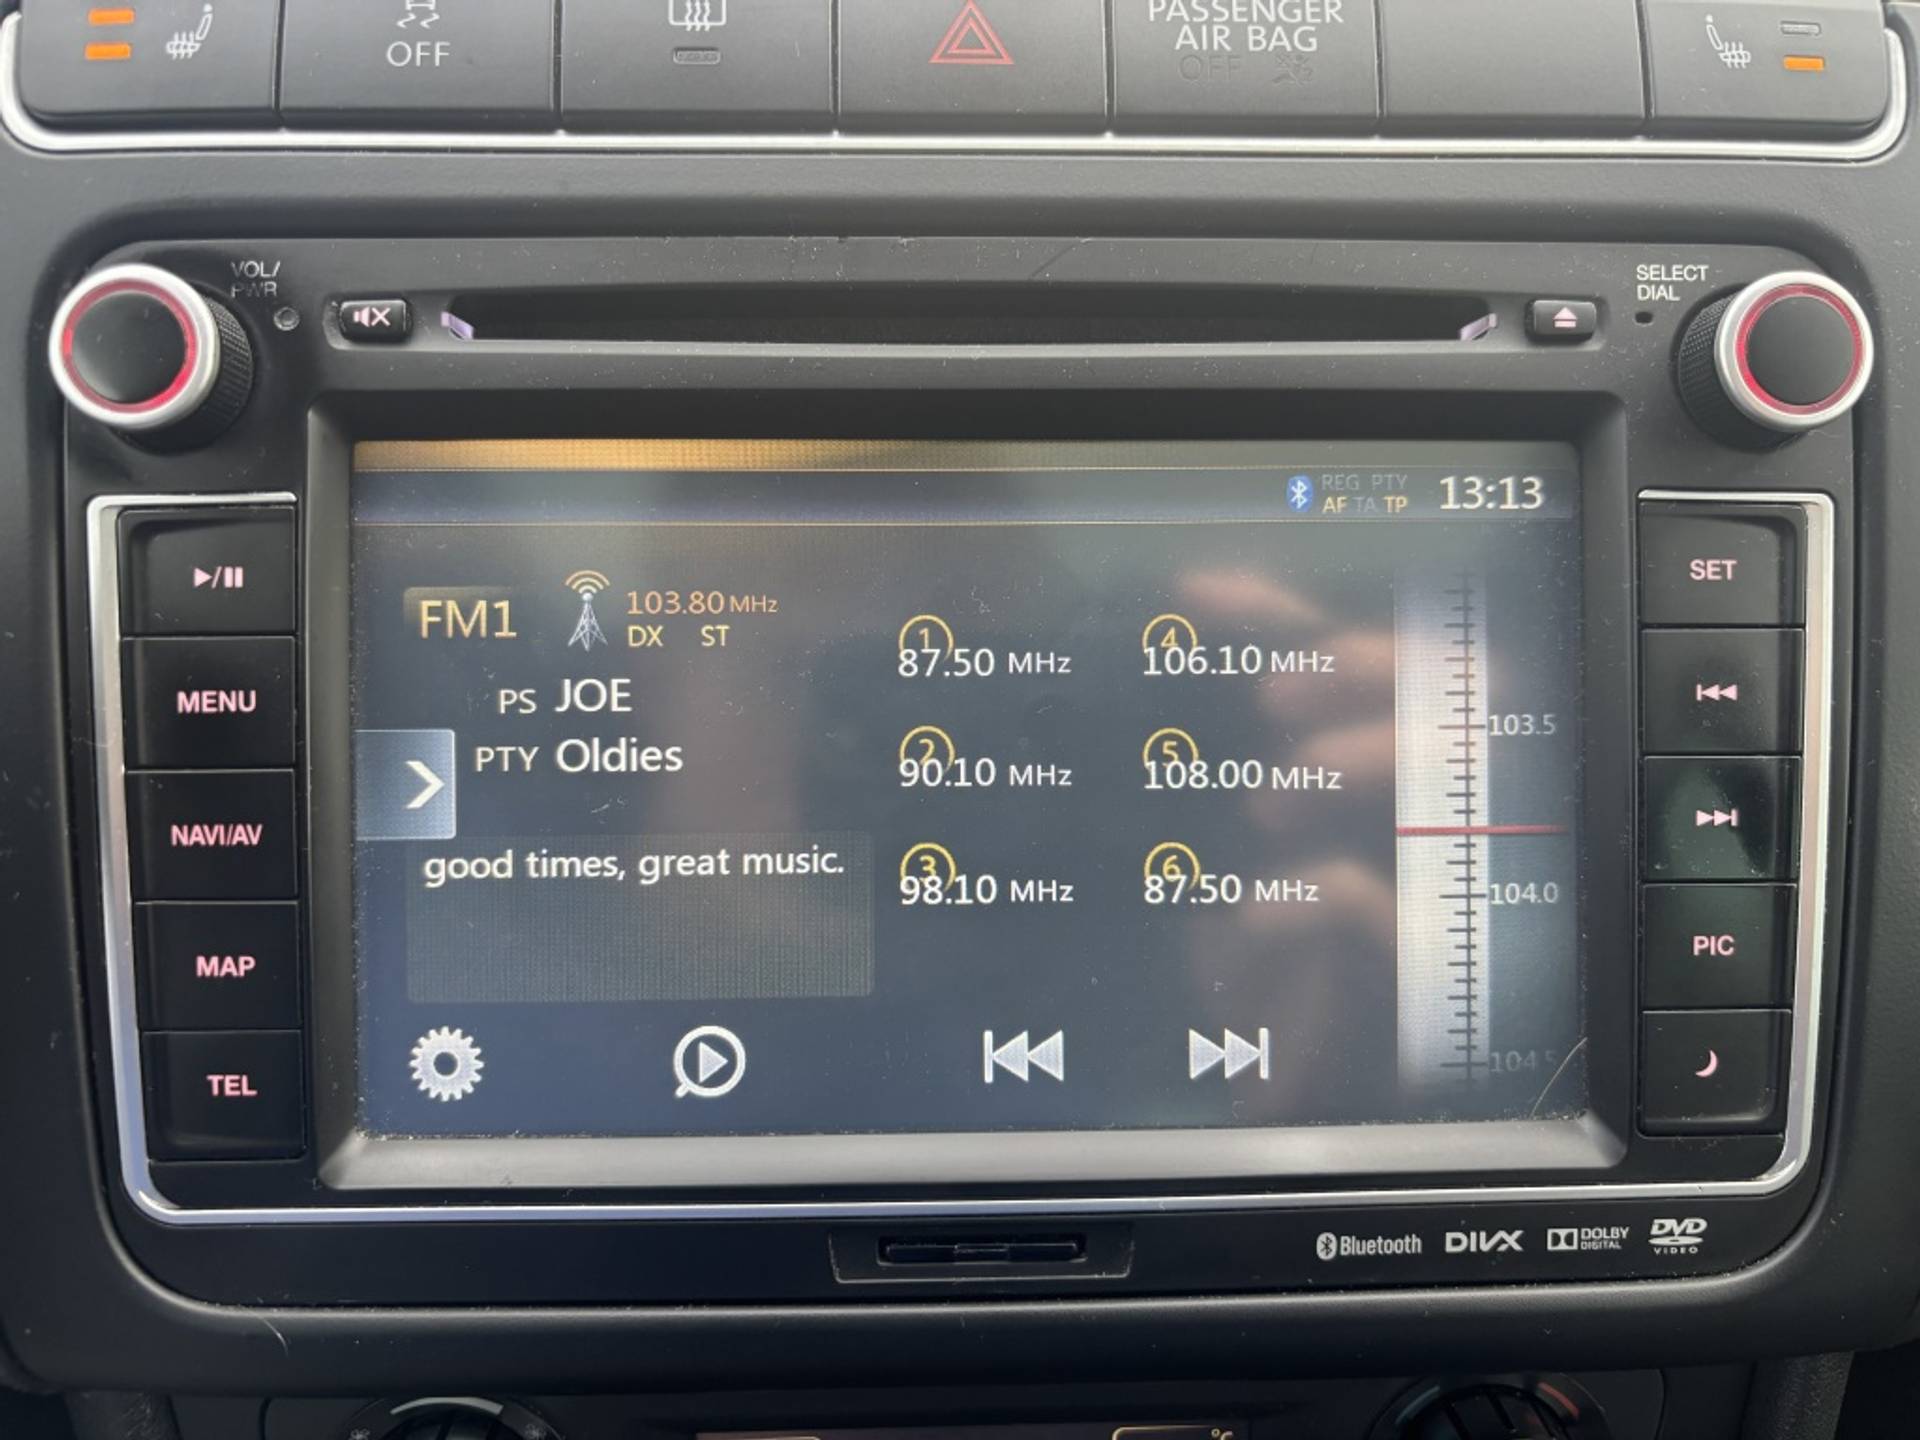 OFF
PASSENGER
AIR BAG
OFF
VOL/
PWR
SELECT
DIAL
REG PTY
AF TA TP
13:13
FM1
103.80 MHz
DX ST
PS JOE
PTY Oldies
good times, great music.
1
87.50 MHz
2
90.10 MHz
3
98.10 MHz
4
106.10 MHz
5
108.00 MHz
6
87.50 MHz
103.5
104.0
104.5
MENU
NAVI/AV
MAP
TEL
SET
PIC
Bluetooth
DIVX
DOLBY
DIGITAL
DVD
VIDEO
°C